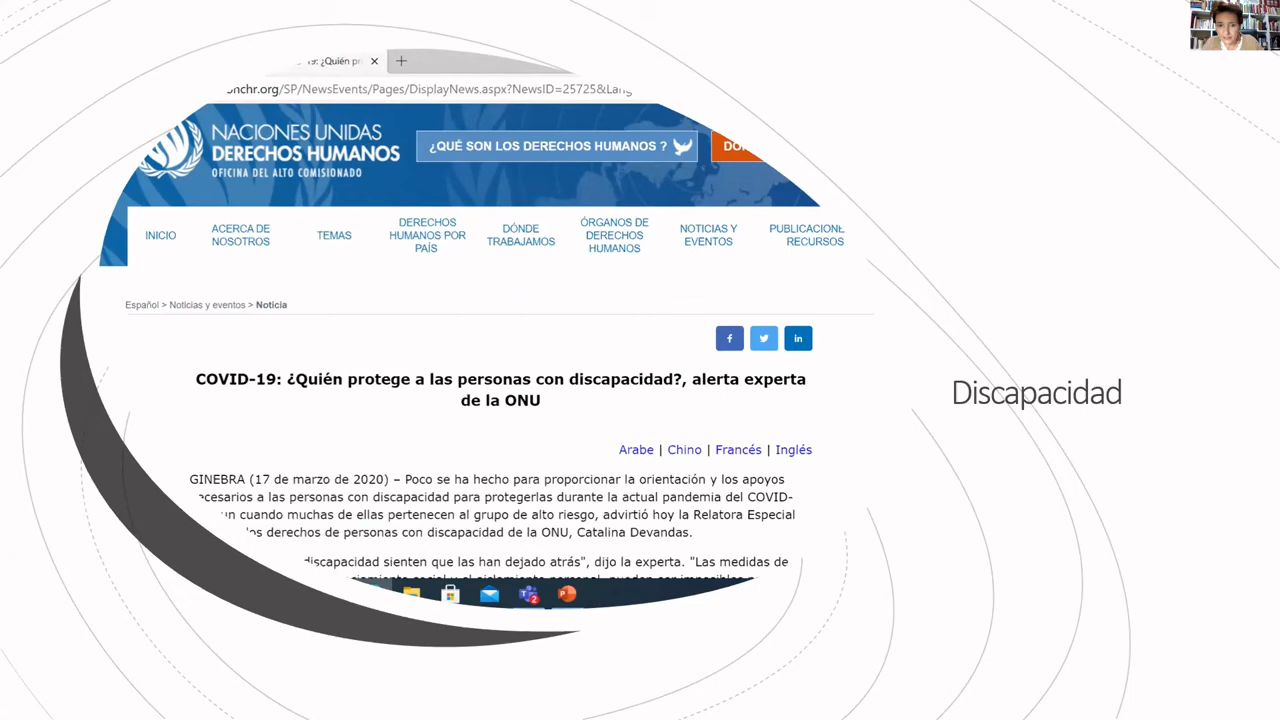 ¿Quién
onchr.org/SP/NewsEvents/Pages/DisplayNews.aspx?NewsID=25725&Lang
NACIONES UNIDAS
DERECHOS HUMANOS
OFICINA DEL ALTO COMISIONADO
¿QUÉ SON LOS DERECHOS HUMANOS ?
INICIO
ACERCA DE
NOSOTROS
TEMAS
DERECHOS
HUMANOS POR
PAÍS
DÓNDE
TRABAJAMOS
ÓRGANOS DE
DERECHOS
HUMANOS
NOTICIAS Y
EVENTOS
PUBLICACIONE
RECURSOS
Español > Noticias y eventos > Noticia
COVID-19: ¿Quién protege a las personas con discapacidad?, alerta experta
de la ONU
Arabe | Chino | Francés | Inglés
GINEBRA (17 de marzo de 2020) – Poco se ha hecho para proporcionar la orientación y los apoyos
ecesarios a las personas con discapacidad para protegerlas durante la actual pandemia del COVID-
un cuando muchas de ellas pertenecen al grupo de alto riesgo, advirtió hoy la Relatora Especial
los derechos de personas con discapacidad de la ONU, Catalina Devandas.
discapacidad sienten que las han dejado atrás", dijo la experta. "Las medidas de
Discapacidad